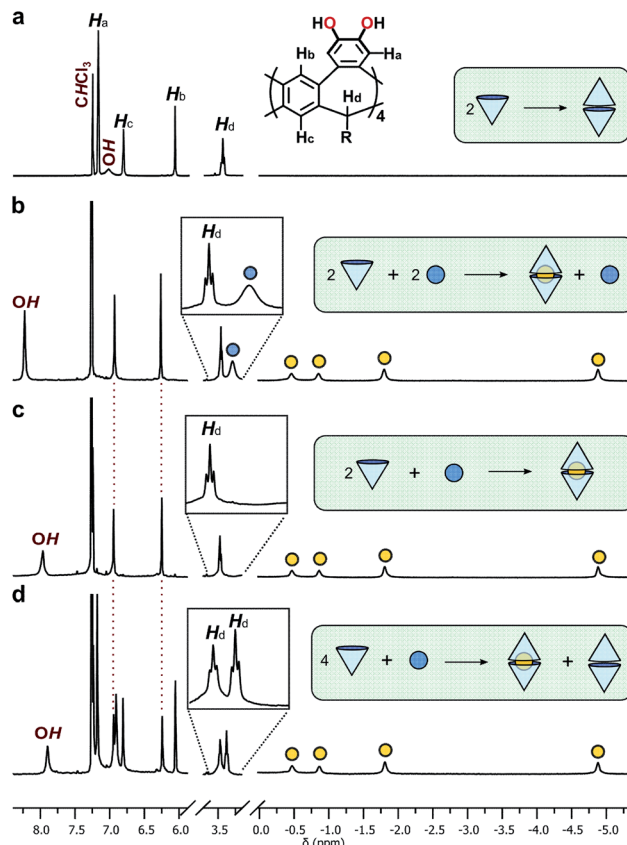 a
HO OH
Hb
Ha
Hd
4
Hc
R
CHCl3
Ha
OH
Hc
Hb
Hd
2
b
OH
Hd
2 + 2 +
c
OH
Hd
2 +
d
OH
Hd Hd
4 + +
8.0 7.5 7.0 6.5 6.0 3.5 0.0 -0.5 -1.0 -1.5 -2.0 -2.5 -3.0 -3.5 -4.0 -4.5 -5.0
δ (ppm)